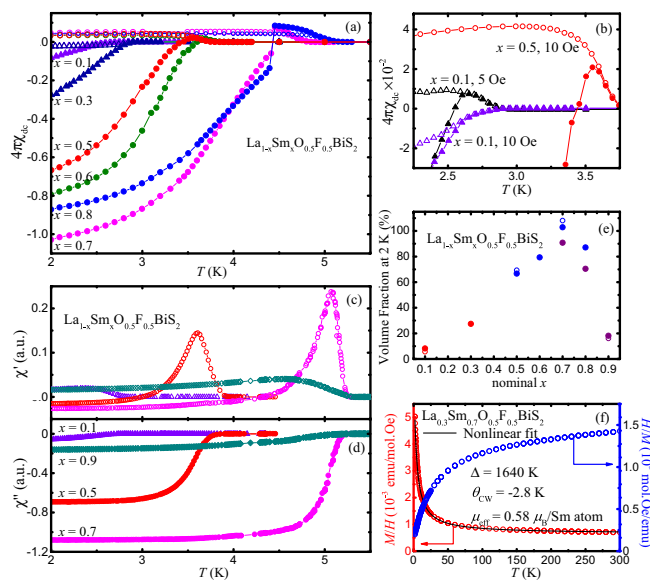 (a)
4πχdc
0.0
-0.2
-0.4
-0.6
-0.8
-1.0
x = 0.1
x = 0.3
x = 0.5
x = 0.6
x = 0.8
x = 0.7
La1-xSmxO0.5F0.5BiS2
2 3 4 5
T (K)
(b)
4πχdc ×10-2
2
0
-2
x = 0.5, 10 Oe
x = 0.1, 5 Oe
x = 0.1, 10 Oe
2.5 3.0 3.5
T (K)
(c)
χ' (a.u.)
0.2
0.1
.0
La1-xSmxO0.5F0.5BiS2
(d)
χ" (a.u.)
0.0
-0.4
-0.8
-1.2
x = 0.1
x = 0.9
x = 0.5
x = 0.7
2 3 4 5
T (K)
(e)
Volume Fraction at 2 K (%)
100
80
60
40
20
0
La1-xSmxO0.5F0.5BiS2
0.1 0.2 0.3 0.4 0.5 0.6 0.7 0.8 0.9
nominal x
(f)
La0.3Sm0.7O0.5F0.5BiS2
Nonlinear fit
Δ = 1640 K
θCW = -2.8 K
μeff = 0.58 μB/Sm atom
M/H (10-3 emu/mol.Oe)
5
4
3
2
1
0
H/M (103 mol.Oe/emu)
1.5
1.0
0.5
0.0
0 25 50 100 150 200 250 300
T (K)